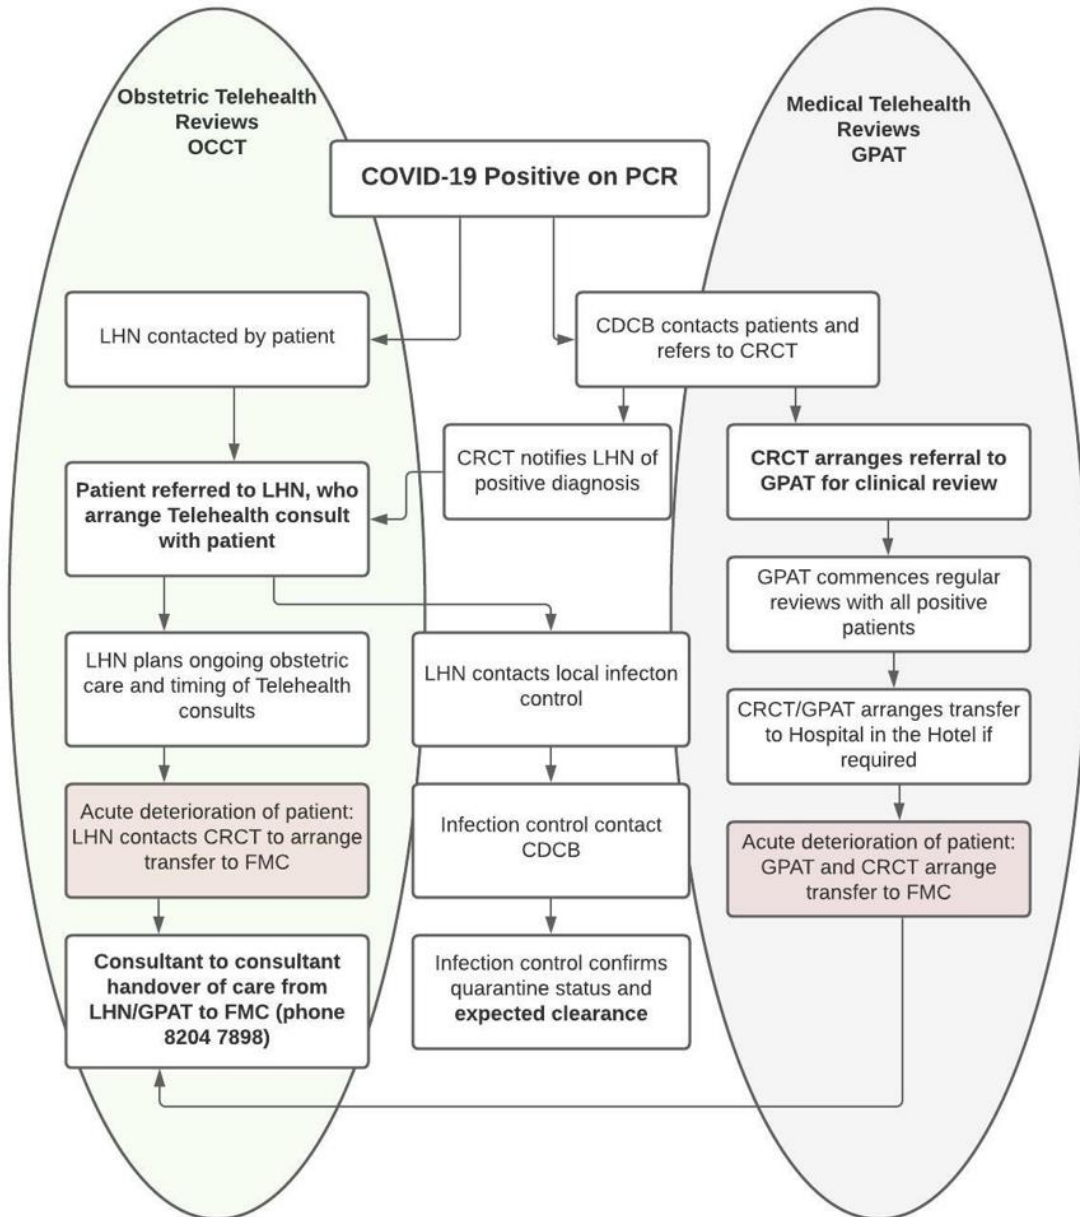 Obstetric Telehealth
Reviews
OCCT
Medical Telehealth
Reviews
GPAT
COVID-19 Positive on PCR
LHN contacted by patient
CDCB contacts patients and
refers to CRCT
CRCT notifies LHN of
positive diagnosis
CRCT arranges referral to
GPAT for clinical review
Patient referred to LHN, who
arrange Telehealth consult
with patient
GPAT commences regular
reviews with all positive
patients
LHN plans ongoing obstetric
care and timing of Telehealth
consults
LHN contacts local infecton
control
CRCT/GPAT arranges transfer
to Hospital in the Hotel if
required
Acute deterioration of patient:
LHN contacts CRCT to arrange
transfer to FMC
Infection control contact
CDCB
Acute deterioration of patient:
GPAT and CRCT arrange
transfer to FMC
Consultant to consultant
handover of care from
LHN/GPAT to FMC (phone
8204 7898)
Infection control confirms
quarantine status and
expected clearance